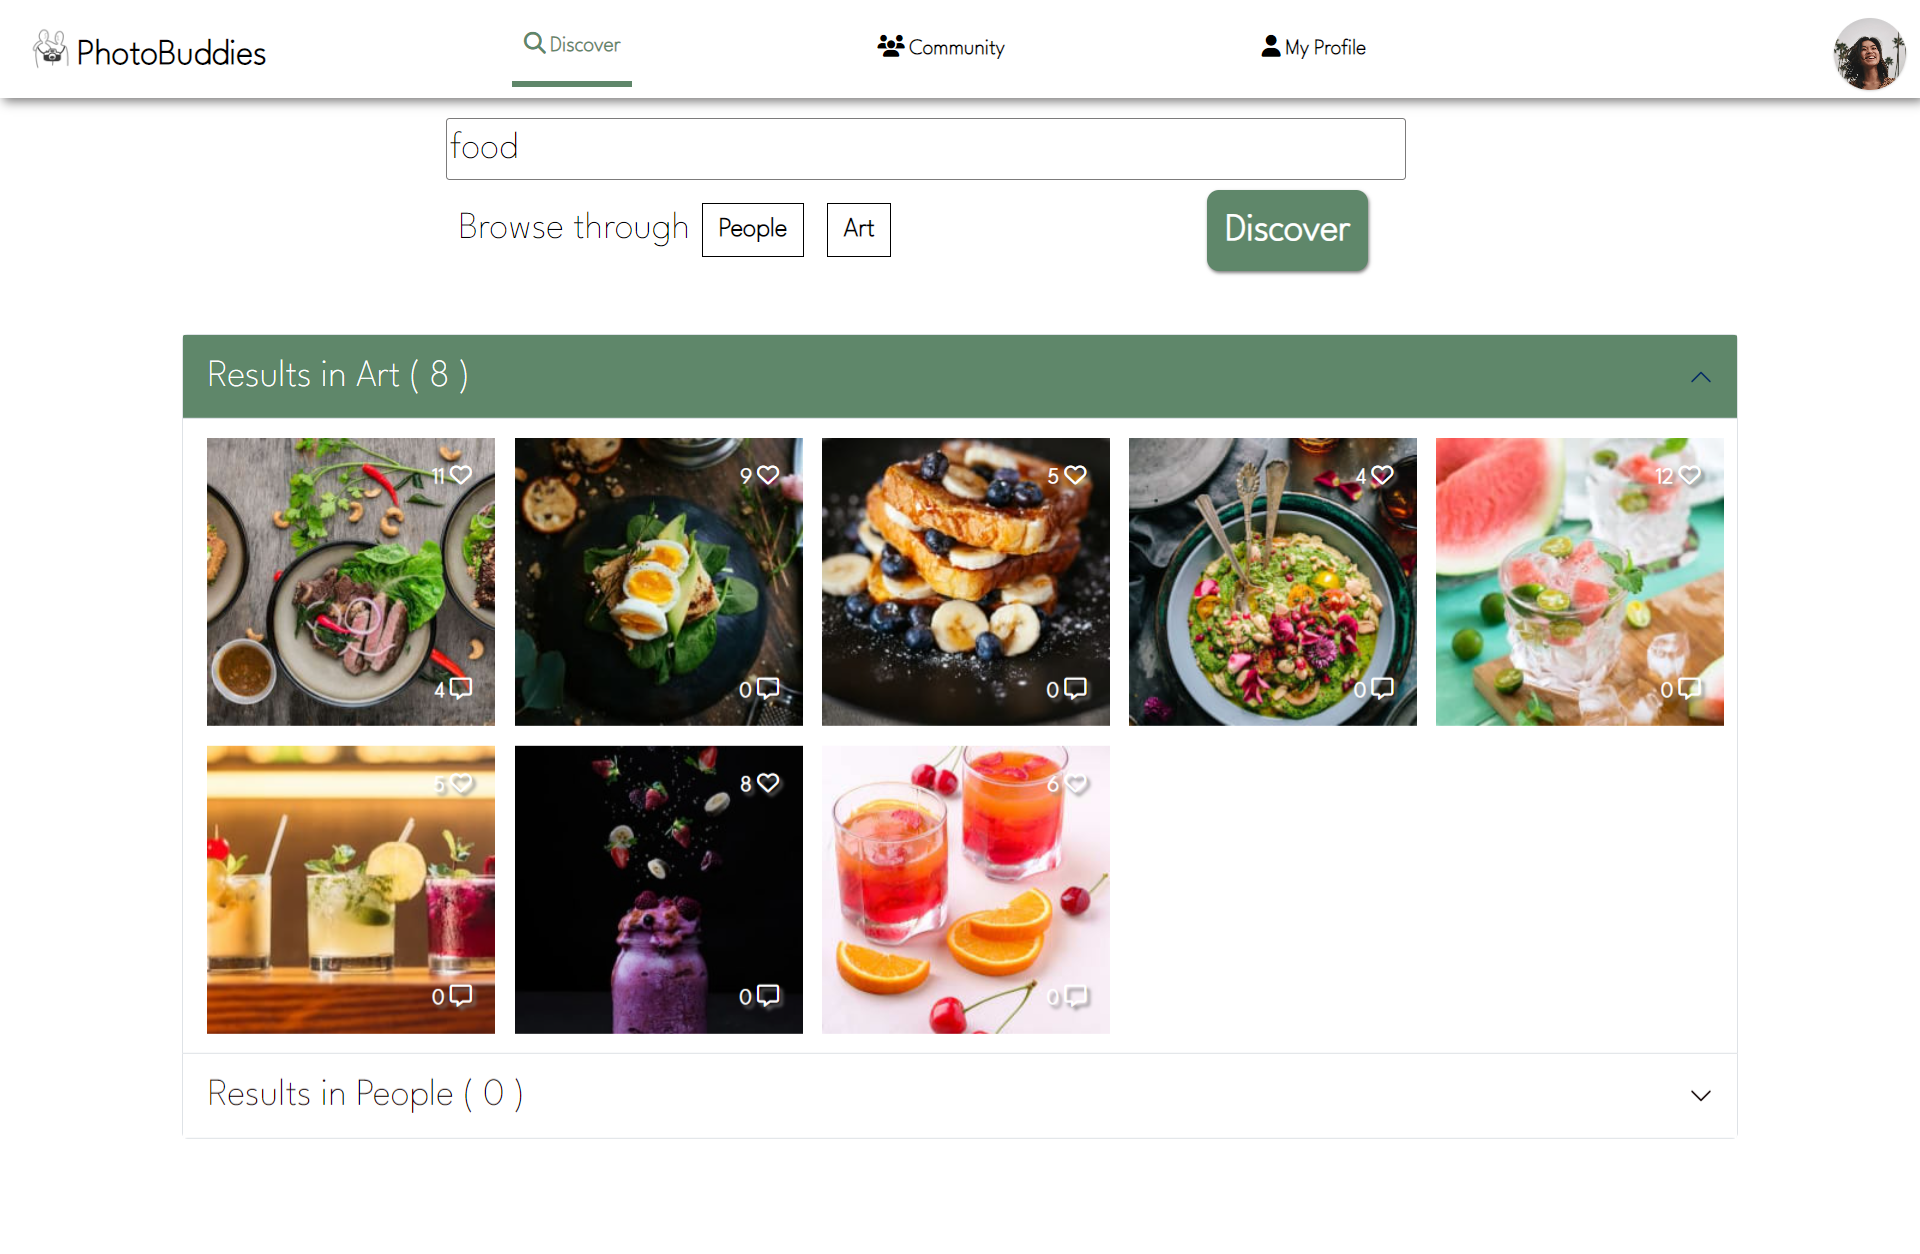 PhotoBuddies
Discover
Community
My Profile
food
Browse through
People
Art
Discover
Results in Art ( 8 )
11
9
5
4
12
4
0
0
0
0
5
8
6
0
0
0
Results in People ( 0 )